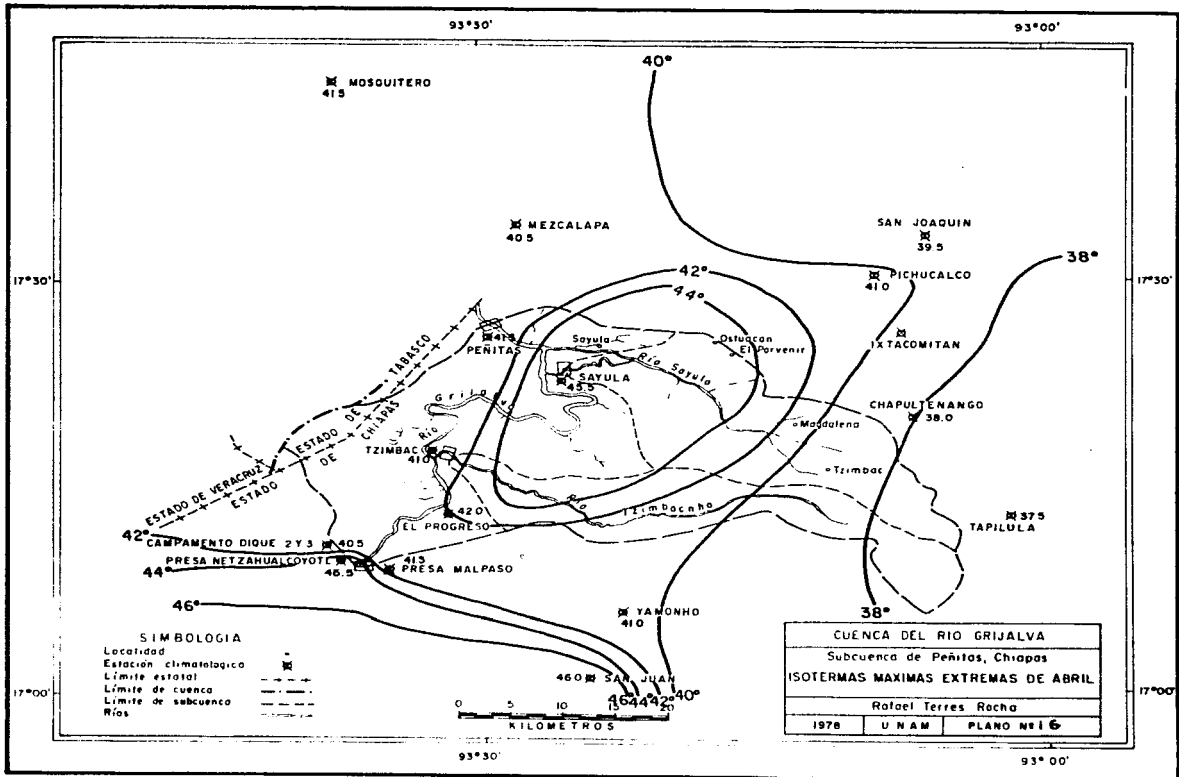 93°30'
93°00'
40°
MOSQUITERO
41.5
SAN JOAQUIN
39.5
MEZCALAPA
40.5
38°
17°30'
17°30'
42°
PICHUCALCO
41.0
44°
IXTACOMITAN
41.5
PEÑITAS
Sayula
Ostuacan
El Porvenir
Río Sayula
SAYULA
45.5
ESTADO DE TABASCO
ESTADO DE CHIAPAS
Grijalva
Río
CHAPULTENANGO
38.0
Magdalena
TZIMBAC
41.0
Tzimbac
ESTADO DE VERACRUZ
Río Tzimbacnho
42.0
EL PROGRESO
37.5
TAPILULA
42°
CAMPAMENTO DIQUE 2 Y 3
40.5
PRESA NETZAHUALCOYOTE
46.5
41.5
PRESA MALPASO
44°
46°
38°
YAMONHO
41.0
46.0
SAN JUAN
46°
44°
42°
40°
SIMBOLOGIA
Localidad
Estación climatologica
Límite estatal
Límite de cuenca
Limite de subcuenca
Ríos
0 5 10 15 20
KILOMETROS
CUENCA DEL RIO GRIJALVA
Subcuenca de Peñitas, Chiapas
ISOTERMAS MAXIMAS EXTREMAS DE ABRIL
Rafael Terres Rocha
1978 UNAM PLANO Nº 16
17°00'
17°00'
93°30'
93°00'